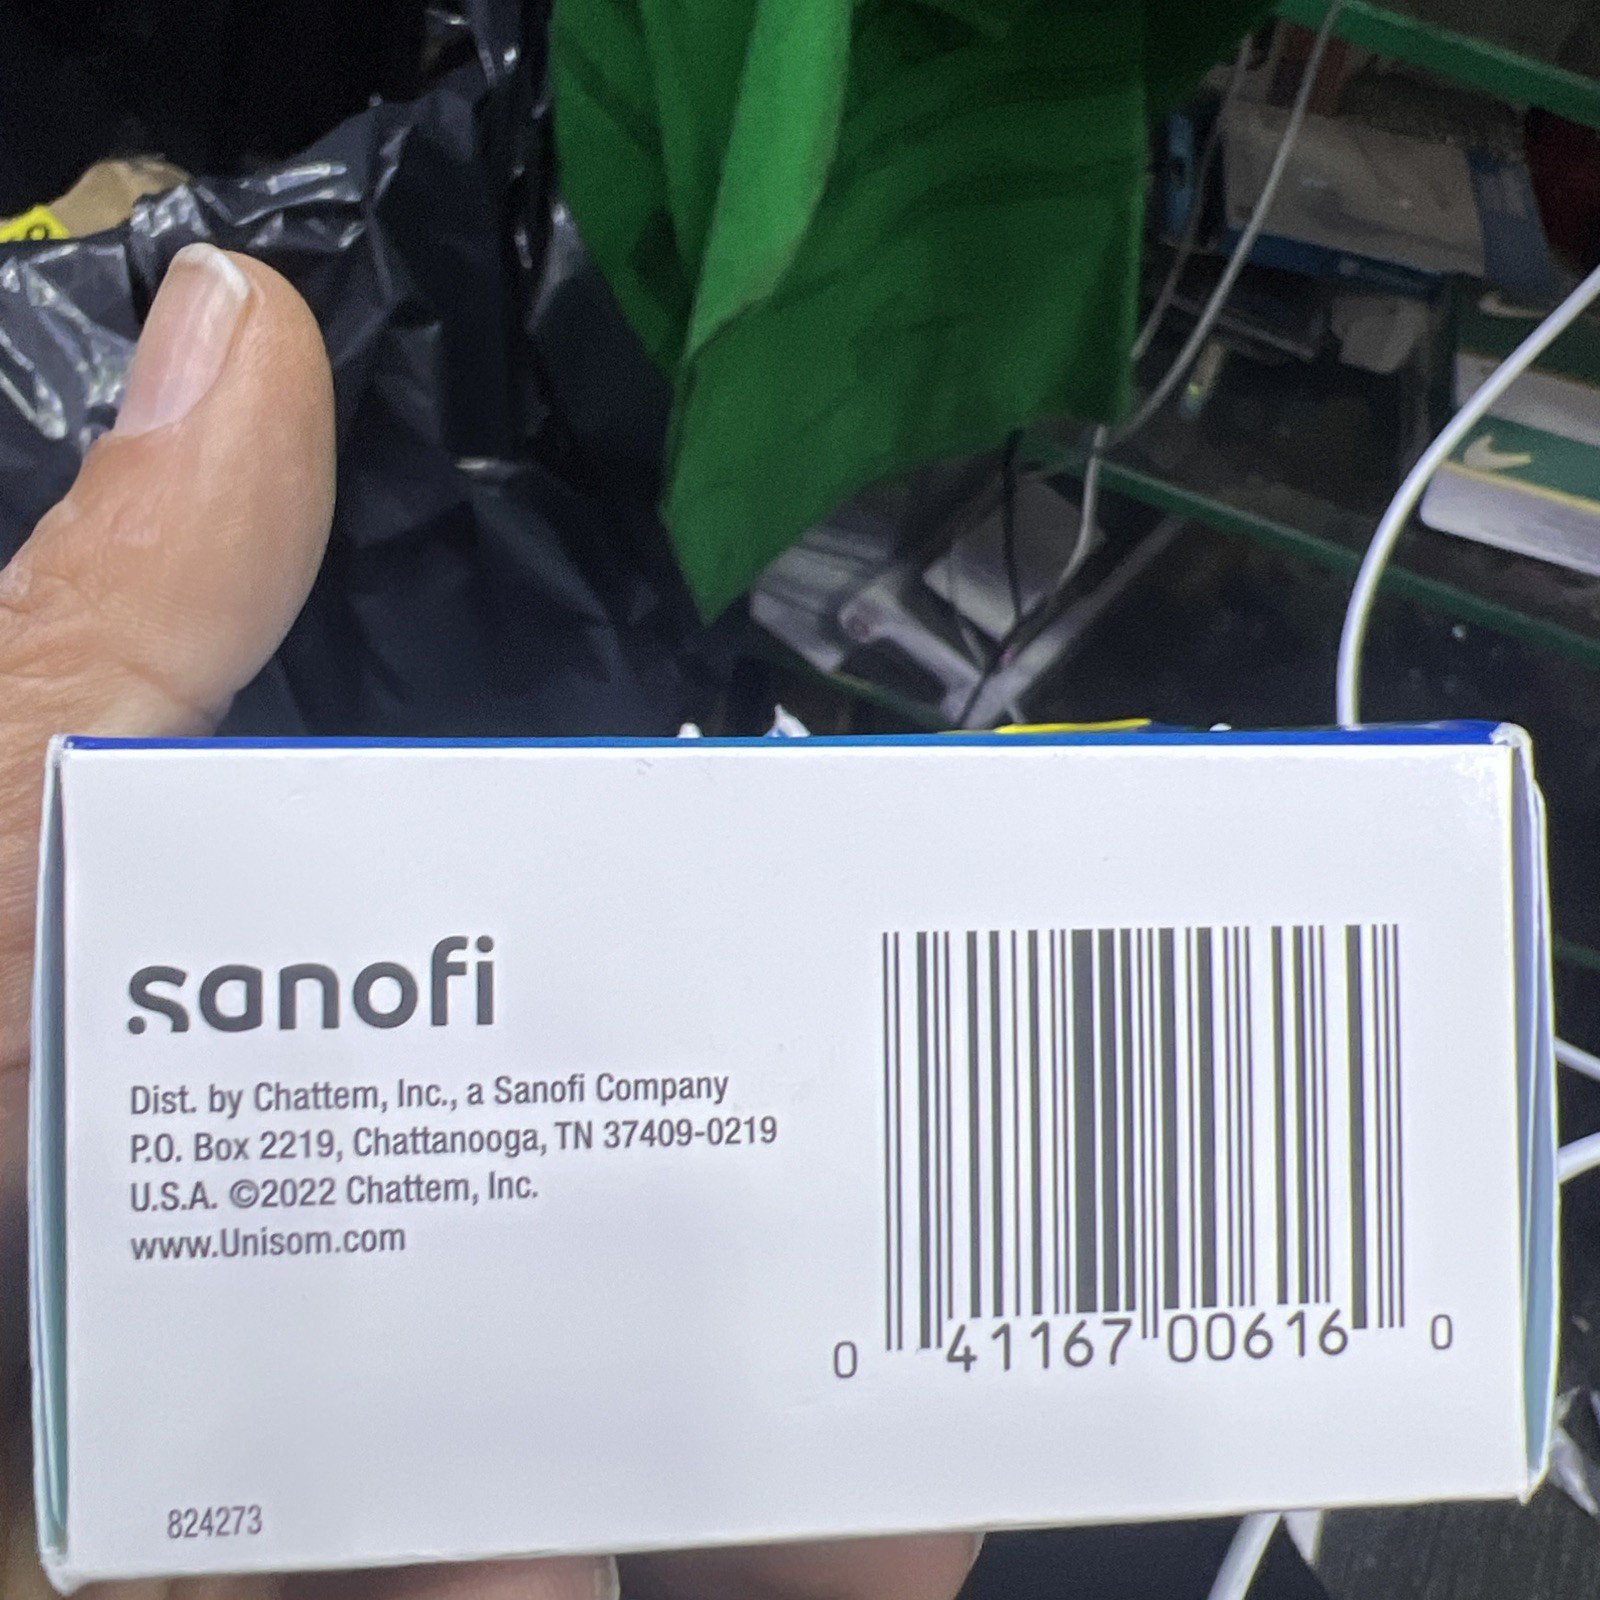 sanofi
Dist. by Chattem, Inc., a Sanofi Company
P.O. Box 2219, Chattanooga, TN 37409-0219
U.S.A. ©2022 Chattem, Inc.
www.Unisom.com
0 41167 00616 0
824273